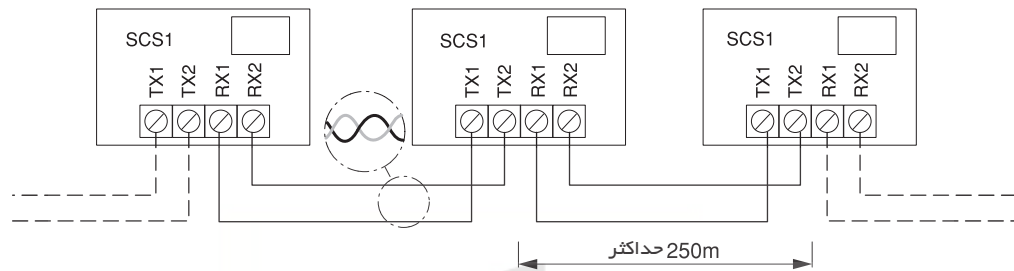 SCS1
TX1 TX2 RX1 RX2
SCS1
TX1 TX2 RX1 RX2
SCS1
TX1 TX2 RX1 RX2
حداکثر 250m